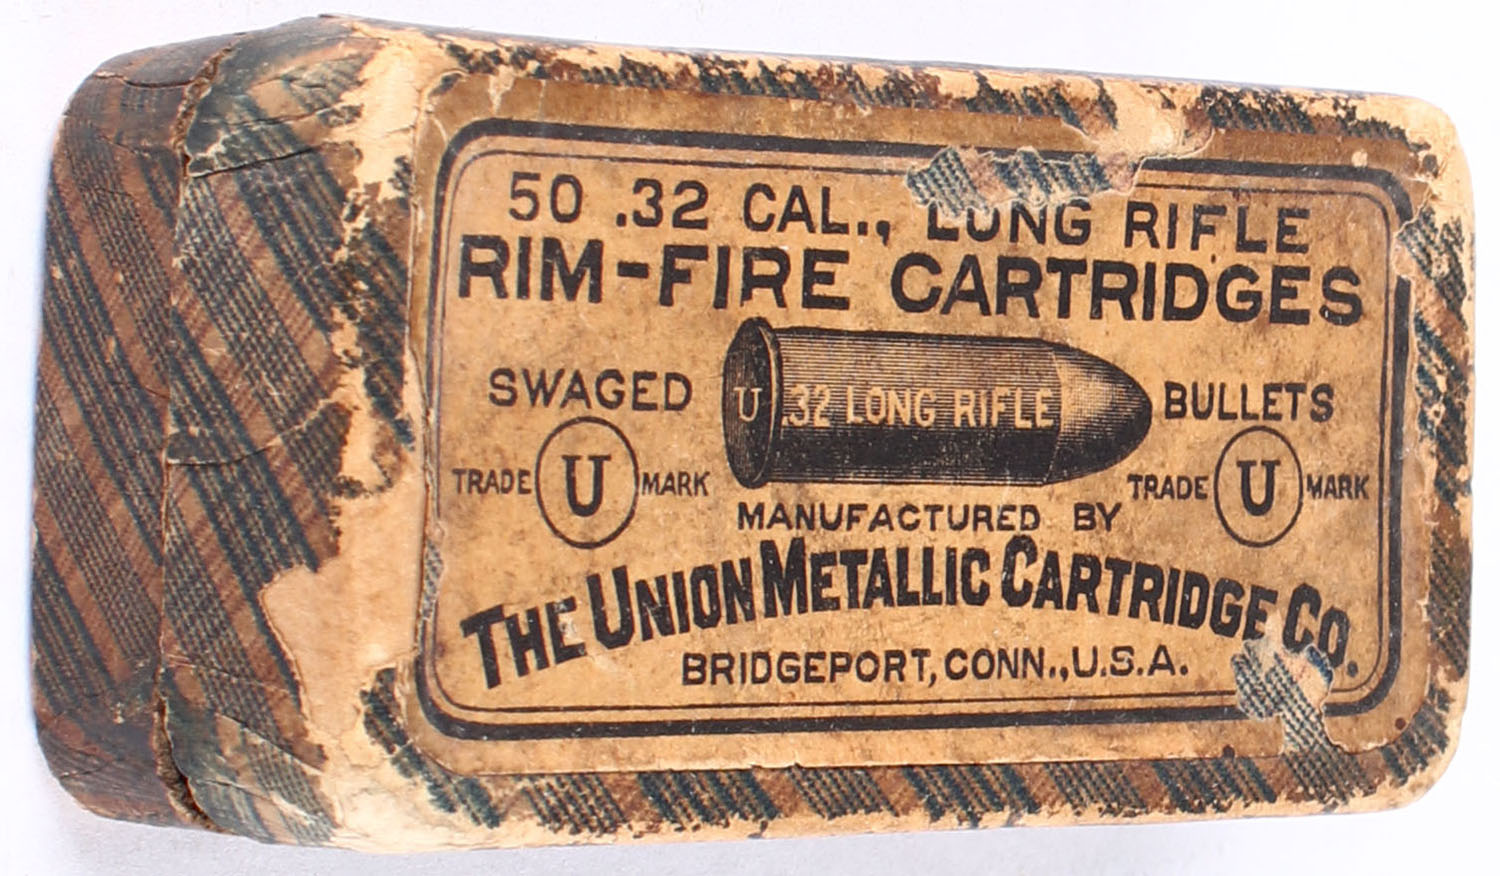 50 .32 CAL., LONG RIFLE
RIM-FIRE CARTRIDGES
SWAGED BULLETS
U .32 LONG RIFLE
TRADE U MARK TRADE U MARK
MANUFACTURED BY
THE UNION METALLIC CARTRIDGE CO.
BRIDGEPORT, CONN., U.S.A.